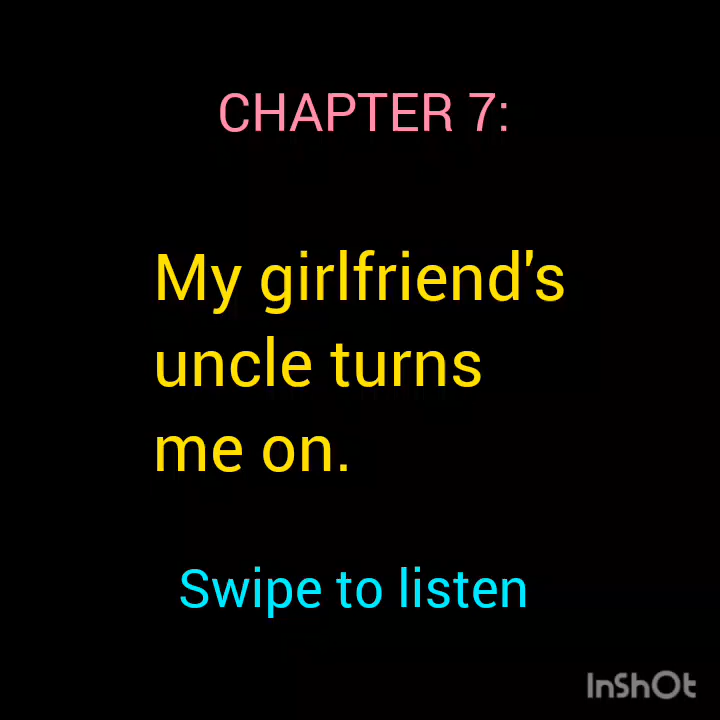 CHAPTER 7:
My girlfriend's
uncle turns
me on.
Swipe to listen
InShOt